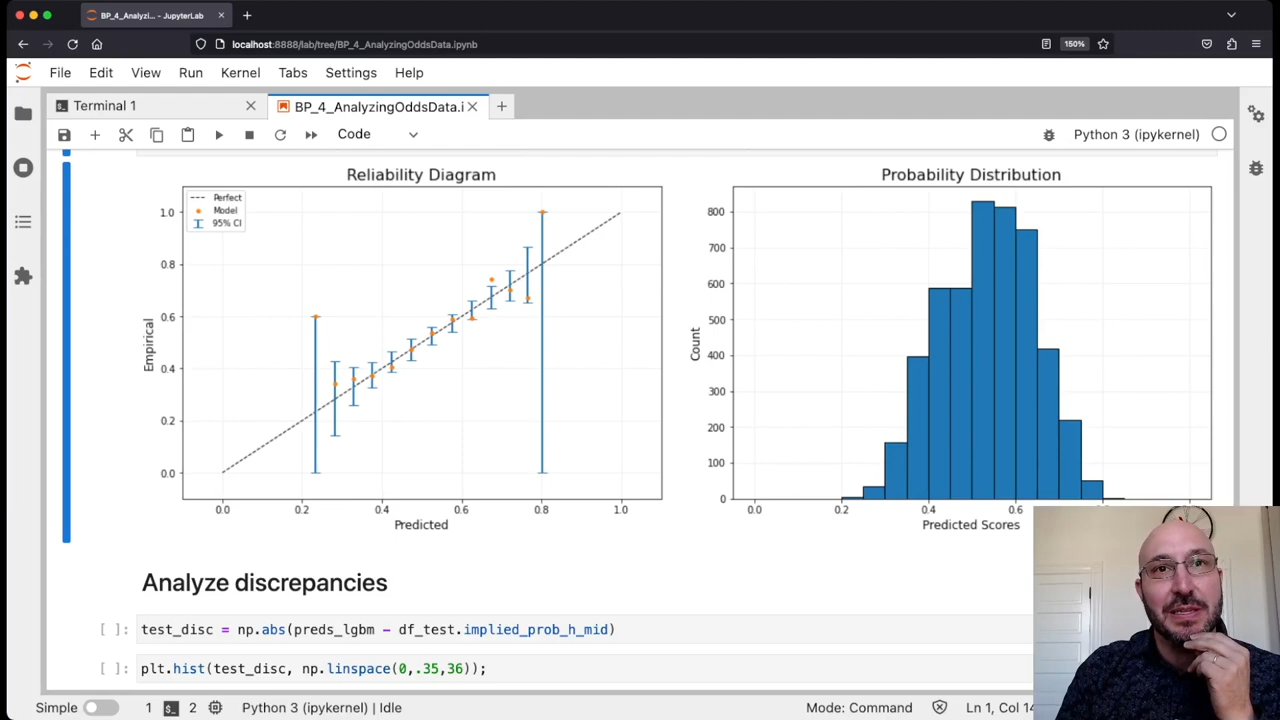 BP_4_Analyzi... - JupyterLab
localhost:8888/lab/tree/BP_4_AnalyzingOddsData.ipynb
150%
File Edit View Run Kernel Tabs Settings Help
Terminal 1
BP_4_AnalyzingOddsData.i
Code
Python 3 (ipykernel)
Reliability Diagram
Perfect
Model
95% CI
1.0
0.8
0.6
0.4
0.2
0.0
Empirical
0.0 0.2 0.4 0.6 0.8 1.0
Predicted
Probability Distribution
800
700
600
500
400
300
200
100
0
Count
0.0 0.2 0.4 0.6
Predicted Scores
Analyze discrepancies
[ ]: test_disc = np.abs(preds_lgbm - df_test.implied_prob_h_mid)
[ ]: plt.hist(test_disc, np.linspace(0,.35,36));
Simple 1 2 Python 3 (ipykernel) | Idle Mode: Command Ln 1, Col 14